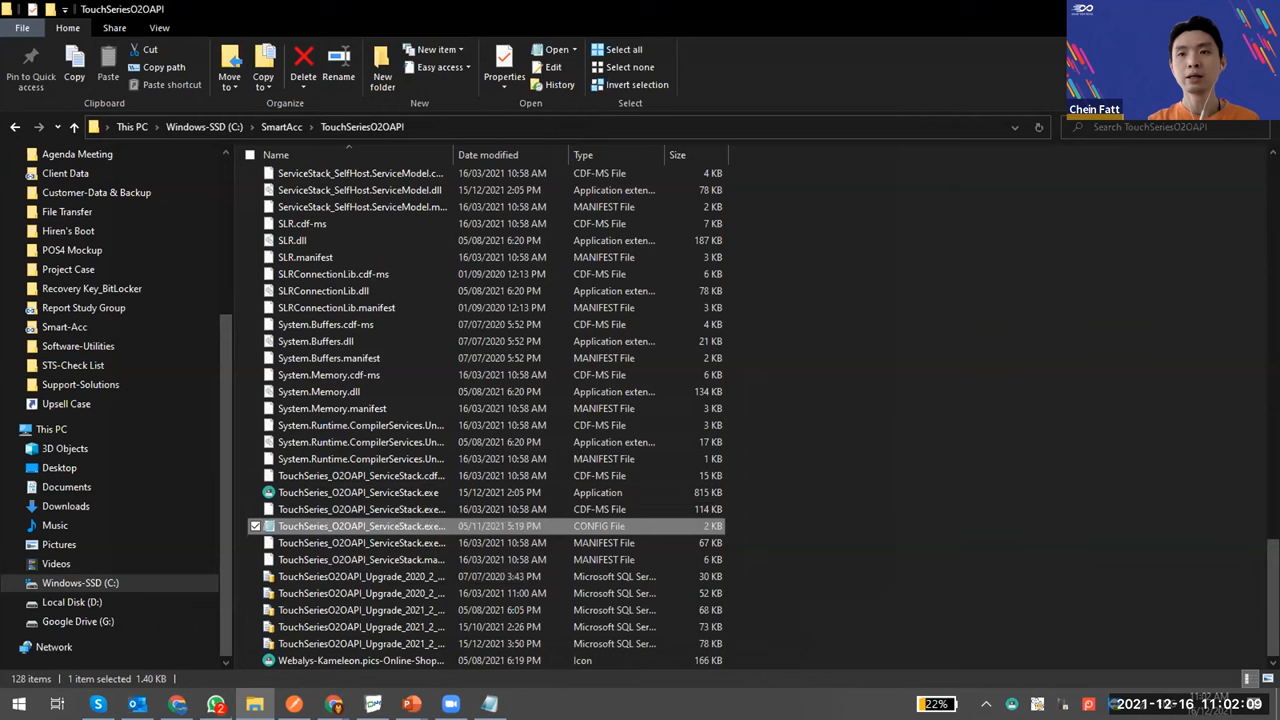 TouchSeriesO2OAPI
File
Home
Share
View
Pin to Quick access
Copy
Paste
Cut
Copy path
Paste shortcut
Clipboard
Move to
Copy to
Delete
Rename
Organize
New folder
New item
Easy access
New
Properties
Open
Edit
History
Open
Select all
Select none
Invert selection
Select
Chein Fatt
This PC > Windows-SSD (C:) > SmartAcc > TouchSeriesO2OAPI
Search TouchSeriesO2OAPI
Agenda Meeting
Client Data
Customer-Data & Backup
File Transfer
Hiren's Boot
POS4 Mockup
Project Case
Recovery Key_BitLocker
Report Study Group
Smart-Acc
Software-Utilities
STS-Check List
Support-Solutions
Upsell Case
This PC
3D Objects
Desktop
Documents
Downloads
Music
Pictures
Videos
Windows-SSD (C:)
Local Disk (D:)
Google Drive (G:)
Network
Name Date modified Type Size
ServiceStack_SelfHost.ServiceModel.c... 16/03/2021 10:58 AM CDF-MS File 4 KB
ServiceStack_SelfHost.ServiceModel.dll 15/12/2021 2:05 PM Application exten... 78 KB
ServiceStack_SelfHost.ServiceModel.m... 16/03/2021 10:58 AM MANIFEST File 2 KB
SLR.cdf-ms 16/03/2021 10:58 AM CDF-MS File 7 KB
SLR.dll 05/08/2021 6:20 PM Application exten... 187 KB
SLR.manifest 16/03/2021 10:58 AM MANIFEST File 3 KB
SLRConnectionLib.cdf-ms 01/09/2020 12:13 PM CDF-MS File 6 KB
SLRConnectionLib.dll 05/08/2021 6:20 PM Application exten... 78 KB
SLRConnectionLib.manifest 01/09/2020 12:13 PM MANIFEST File 3 KB
System.Buffers.cdf-ms 07/07/2020 5:52 PM CDF-MS File 4 KB
System.Buffers.dll 07/07/2020 5:52 PM Application exten... 21 KB
System.Buffers.manifest 07/07/2020 5:52 PM MANIFEST File 2 KB
System.Memory.cdf-ms 16/03/2021 10:58 AM CDF-MS File 6 KB
System.Memory.dll 05/08/2021 6:20 PM Application exten... 134 KB
System.Memory.manifest 16/03/2021 10:58 AM MANIFEST File 3 KB
System.Runtime.CompilerServices.Un... 16/03/2021 10:58 AM CDF-MS File 3 KB
System.Runtime.CompilerServices.Un... 05/08/2021 6:20 PM Application exten... 17 KB
System.Runtime.CompilerServices.Un... 16/03/2021 10:58 AM MANIFEST File 1 KB
TouchSeries_O2OAPI_ServiceStack.cdf... 16/03/2021 10:58 AM CDF-MS File 15 KB
TouchSeries_O2OAPI_ServiceStack.exe 15/12/2021 2:05 PM Application 815 KB
TouchSeries_O2OAPI_ServiceStack.exe... 16/03/2021 10:58 AM CDF-MS File 114 KB
TouchSeries_O2OAPI_ServiceStack.exe... 05/11/2021 5:19 PM CONFIG File 2 KB
TouchSeries_O2OAPI_ServiceStack.exe... 16/03/2021 10:58 AM MANIFEST File 67 KB
TouchSeries_O2OAPI_ServiceStack.ma... 16/03/2021 10:58 AM MANIFEST File 6 KB
TouchSeriesO2OAPI_Upgrade_2020_2_... 07/07/2020 3:43 PM Microsoft SQL Ser... 30 KB
TouchSeriesO2OAPI_Upgrade_2020_2_... 16/03/2021 11:00 AM Microsoft SQL Ser... 52 KB
TouchSeriesO2OAPI_Upgrade_2021_2_... 05/08/2021 6:05 PM Microsoft SQL Ser... 68 KB
TouchSeriesO2OAPI_Upgrade_2021_2_... 15/10/2021 2:26 PM Microsoft SQL Ser... 73 KB
TouchSeriesO2OAPI_Upgrade_2021_2_... 15/12/2021 3:50 PM Microsoft SQL Ser... 78 KB
Webalys-Kameleon.pics-Online-Shop... 05/08/2021 6:19 PM Icon 166 KB
128 items 1 item selected 1.40 KB
2
22%
2021-12-16 11:02:09